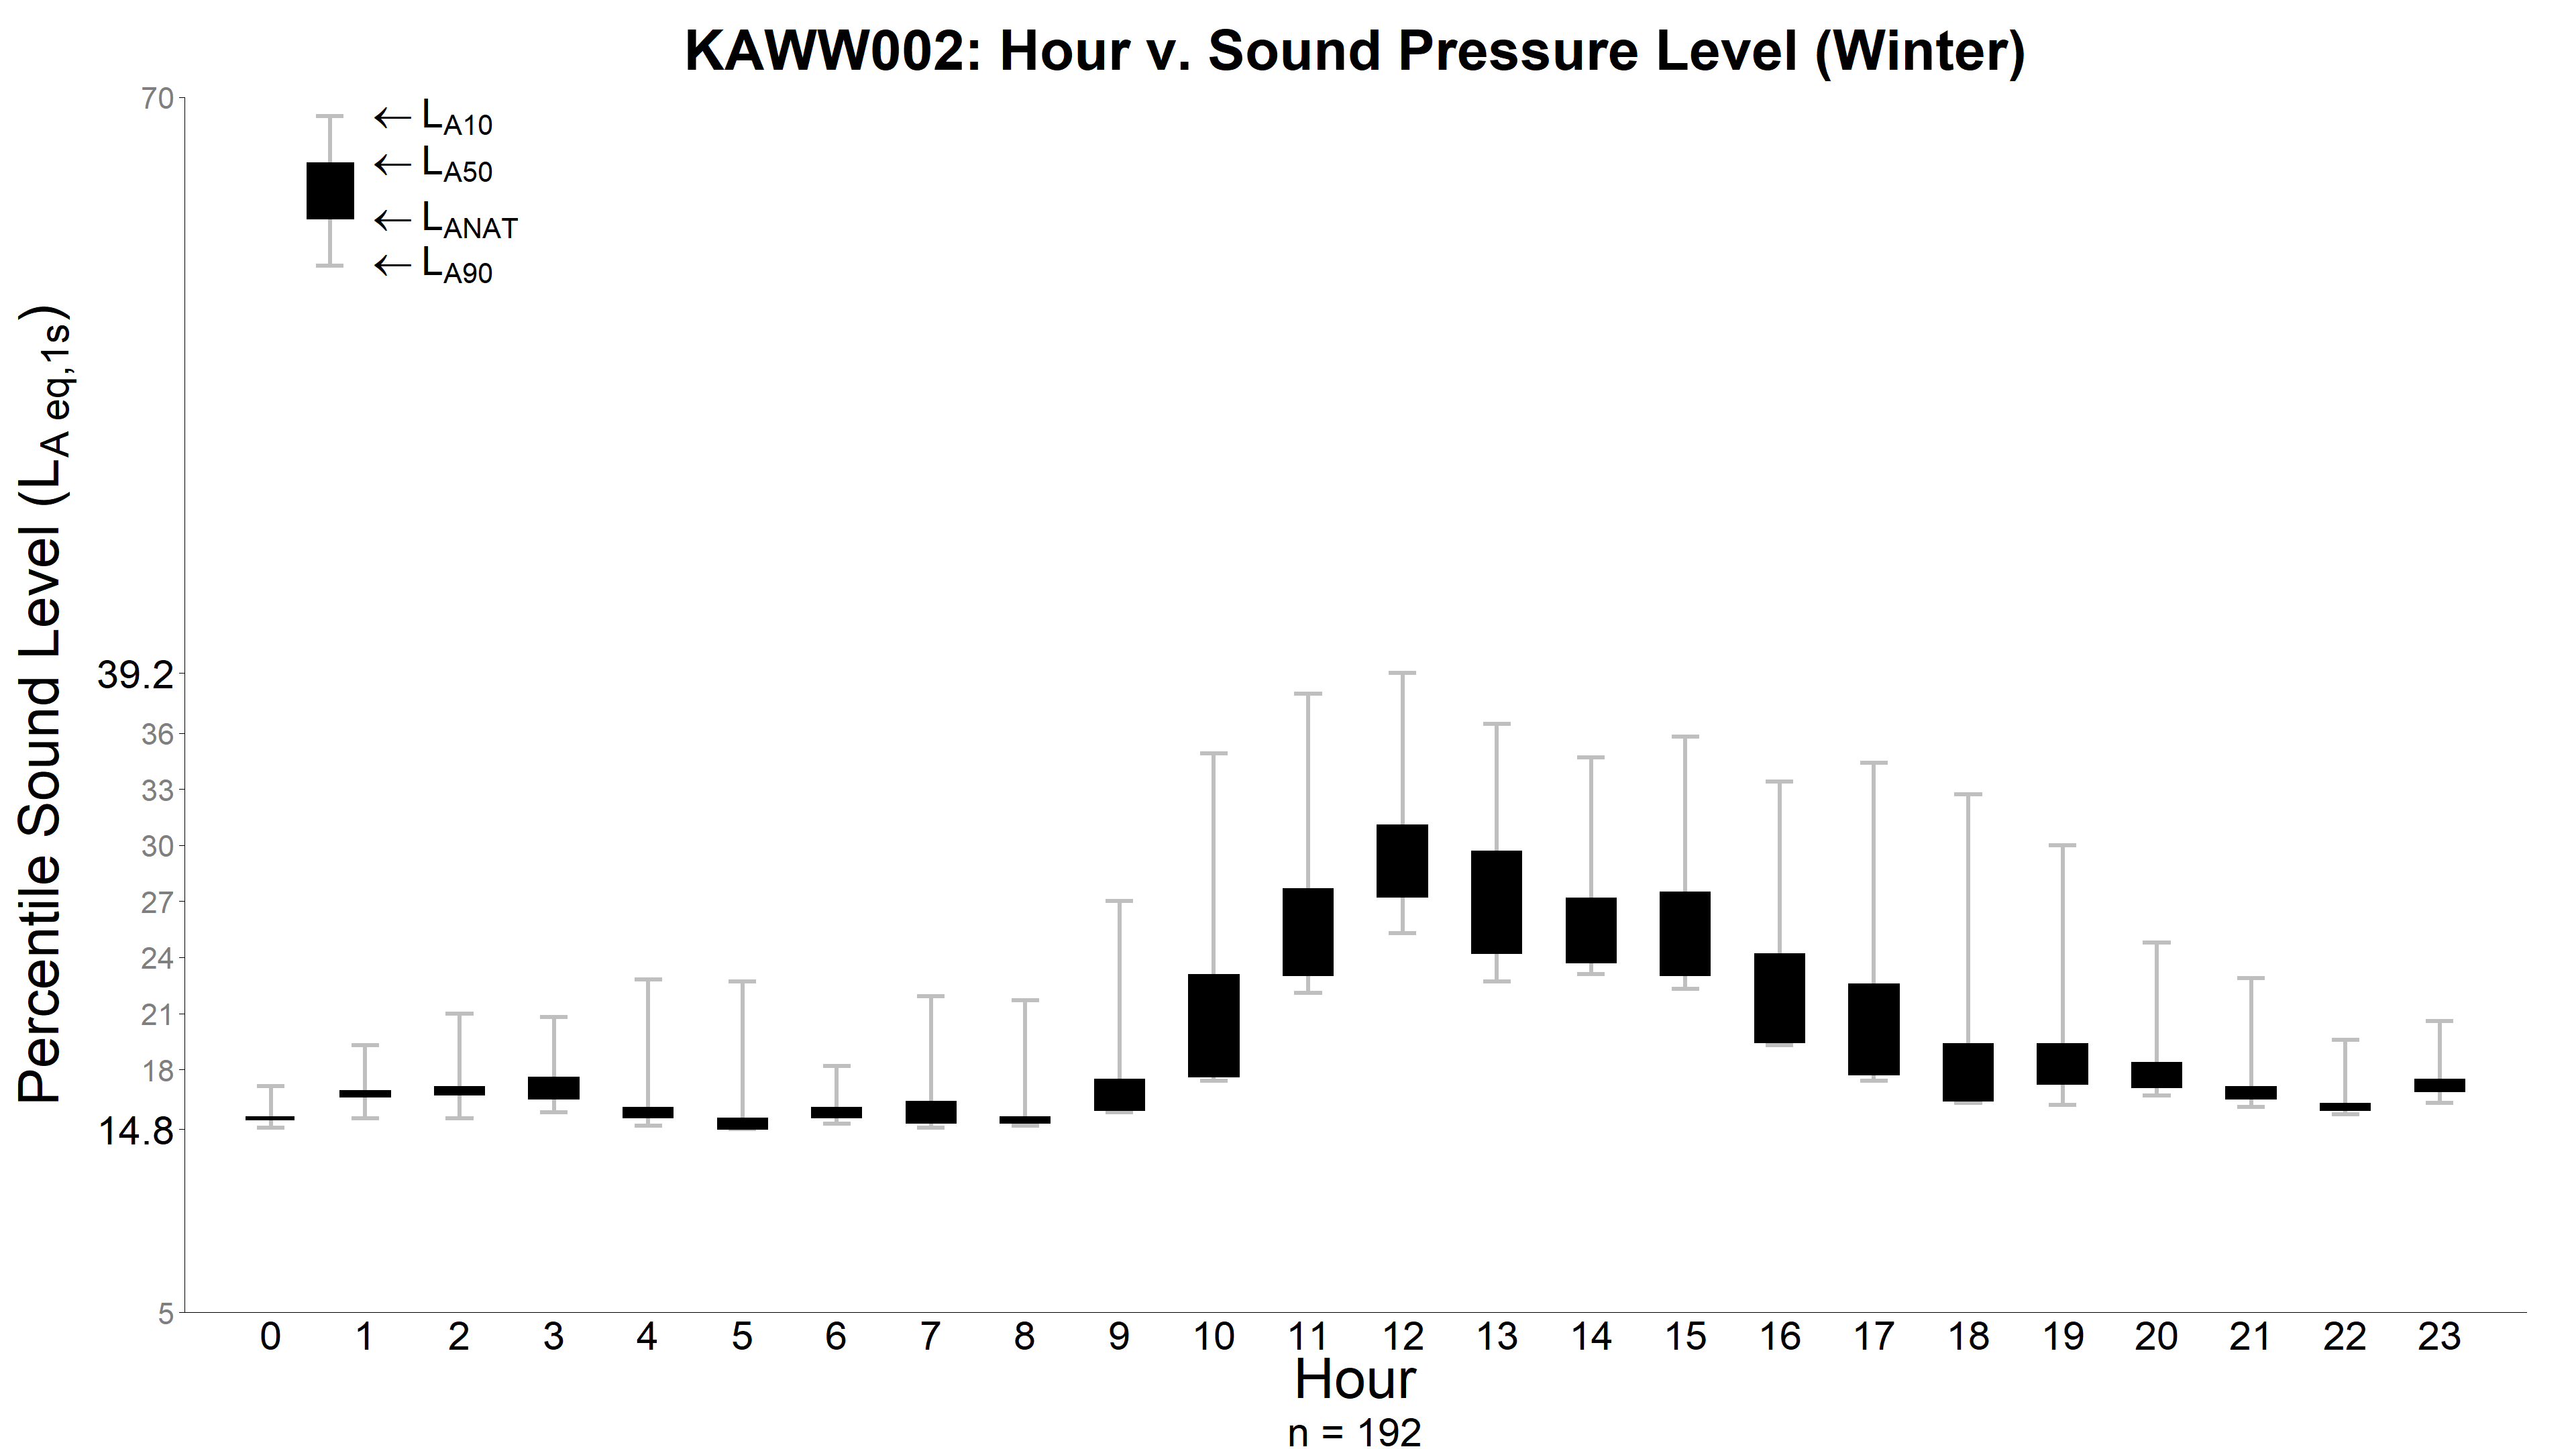 KAWW002: Hour v. Sound Pressure Level (Winter)
70
← LA10
← LA50
← LANAT
← LA90
Percentile Sound Level (LA eq,1s)
39.2
36
33
30
27
24
21
18
14.8
5
0 1 2 3 4 5 6 7 8 9 10 11 12 13 14 15 16 17 18 19 20 21 22 23
Hour
n = 192